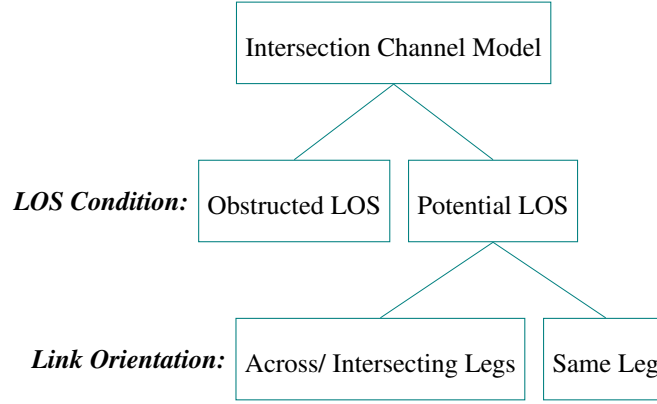 Intersection Channel Model
LOS Condition: Obstructed LOS Potential LOS
Link Orientation: Across/ Intersecting Legs Same Leg